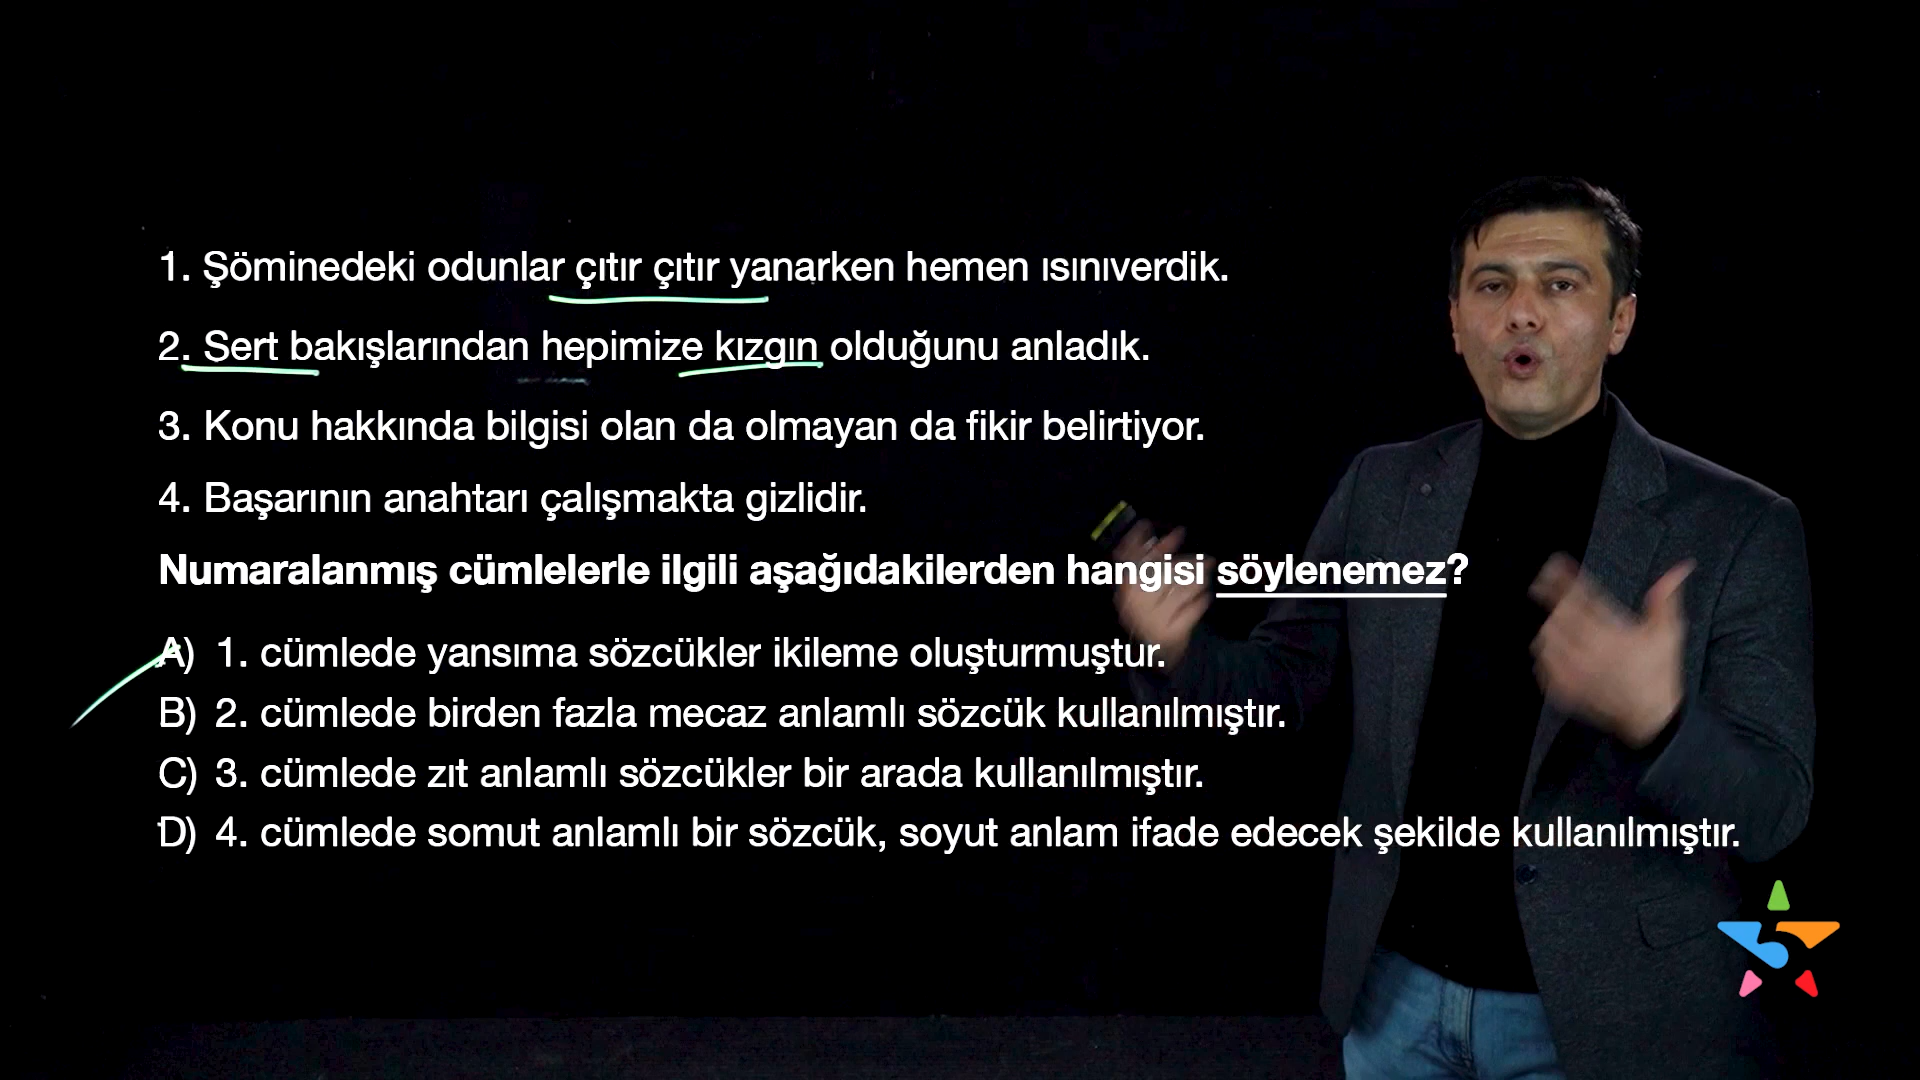 1. Şöminedeki odunlar çıtır çıtır yanarken hemen ısınıverdik.
2. Sert bakışlarından hepimize kızgın olduğunu anladık.
3. Konu hakkında bilgisi olan da olmayan da fikir belirtiyor.
4. Başarının anahtarı çalışmakta gizlidir.
Numaralanmış cümlelerle ilgili aşağıdakilerden hangisi söylenemez?
A) 1. cümlede yansıma sözcükler ikileme oluşturmuştur.
B) 2. cümlede birden fazla mecaz anlamlı sözcük kullanılmıştır.
C) 3. cümlede zıt anlamlı sözcükler bir arada kullanılmıştır.
D) 4. cümlede somut anlamlı bir sözcük, soyut anlam ifade edecek şekilde kullanılmıştır.
5